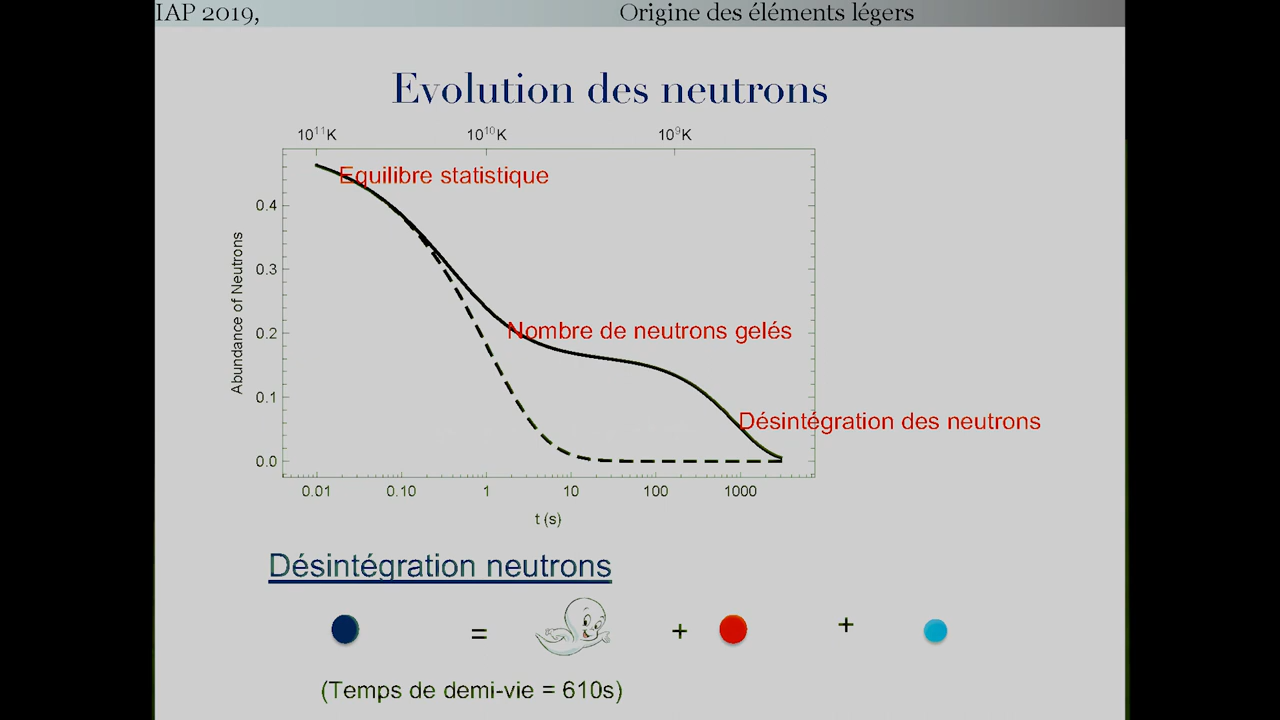 IAP 2019,
Origine des éléments légers
Evolution des neutrons
10¹¹K 10¹⁰K 10⁹K
Equilibre statistique
0.4
0.3
0.2
0.1
0.0
Abundance of Neutrons
Nombre de neutrons gelés
Désintégration des neutrons
0.01 0.10 1 10 100 1000
t (s)
Désintégration neutrons
= + +
(Temps de demi-vie = 610s)